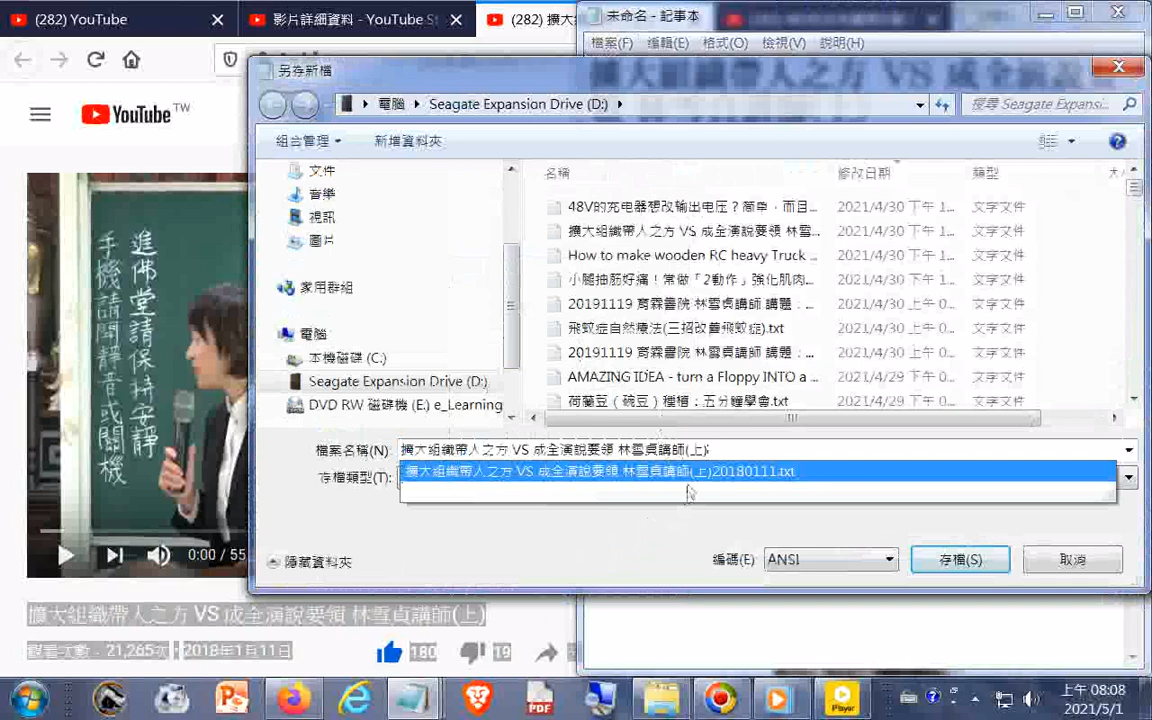 (282) YouTube
影片詳細資料 - YouTube St
(282) 擴大
未命名 - 記事本
檔案(F) 編輯(E) 格式(O) 檢視(V) 說明(H)
擴大組織帶人之方 VS 成全演說
另存新檔
電腦 Seagate Expansion Drive (D:)
搜尋 Seagate Expansi...
YouTube TW
組合管理 新增資料夾
文件
音樂
視訊
圖片
家用群組
電腦
本機磁碟 (C:)
Seagate Expansion Drive (D:)
DVD RW 磁碟機 (E:) e_Learning
名稱 修改日期 類型 大
48V的充电器想改输出电压？简单，而且... 2021/4/30 下午 1... 文字文件
擴大組織帶人之方 VS 成全演說要領 林雪... 2021/4/30 下午 1... 文字文件
How to make wooden RC heavy Truck ... 2021/4/30 下午 1... 文字文件
小腿抽筋好痛！常做「2動作」強化肌肉... 2021/4/30 下午 1... 文字文件
20191119 育霖書院 林雪貞講師 講題：... 2021/4/30 上午 0... 文字文件
飛蚊症自然療法(三招改善飛蚊症).txt 2021/4/30 上午 0... 文字文件
20191119 育霖書院 林雪貞講師 講題：... 2021/4/30 上午 0... 文字文件
AMAZING IDEA - turn a Floppy INTO a ... 2021/4/29 上午 0... 文字文件
荷蘭豆（碗豆）種植：五分鐘學會.txt 2021/4/29 上午 0... 文字文件
檔案名稱(N): 擴大組織帶人之方 VS 成全演說要領 林雪貞講師(上)
擴大組織帶人之方 VS 成全演說要領 林雪貞講師(上)20180111.txt
存檔類型(T):
隱藏資料夾
編碼(E): ANSI 存檔(S) 取消
進佛堂請保持安靜
手機請關靜音或關機
0:00 / 55
擴大組織帶人之方 VS 成全演說要領 林雪貞講師(上)
觀看次數：21,265次 • 2018年1月11日
180 19
PDF
Player
上午 08:08
2021/5/1